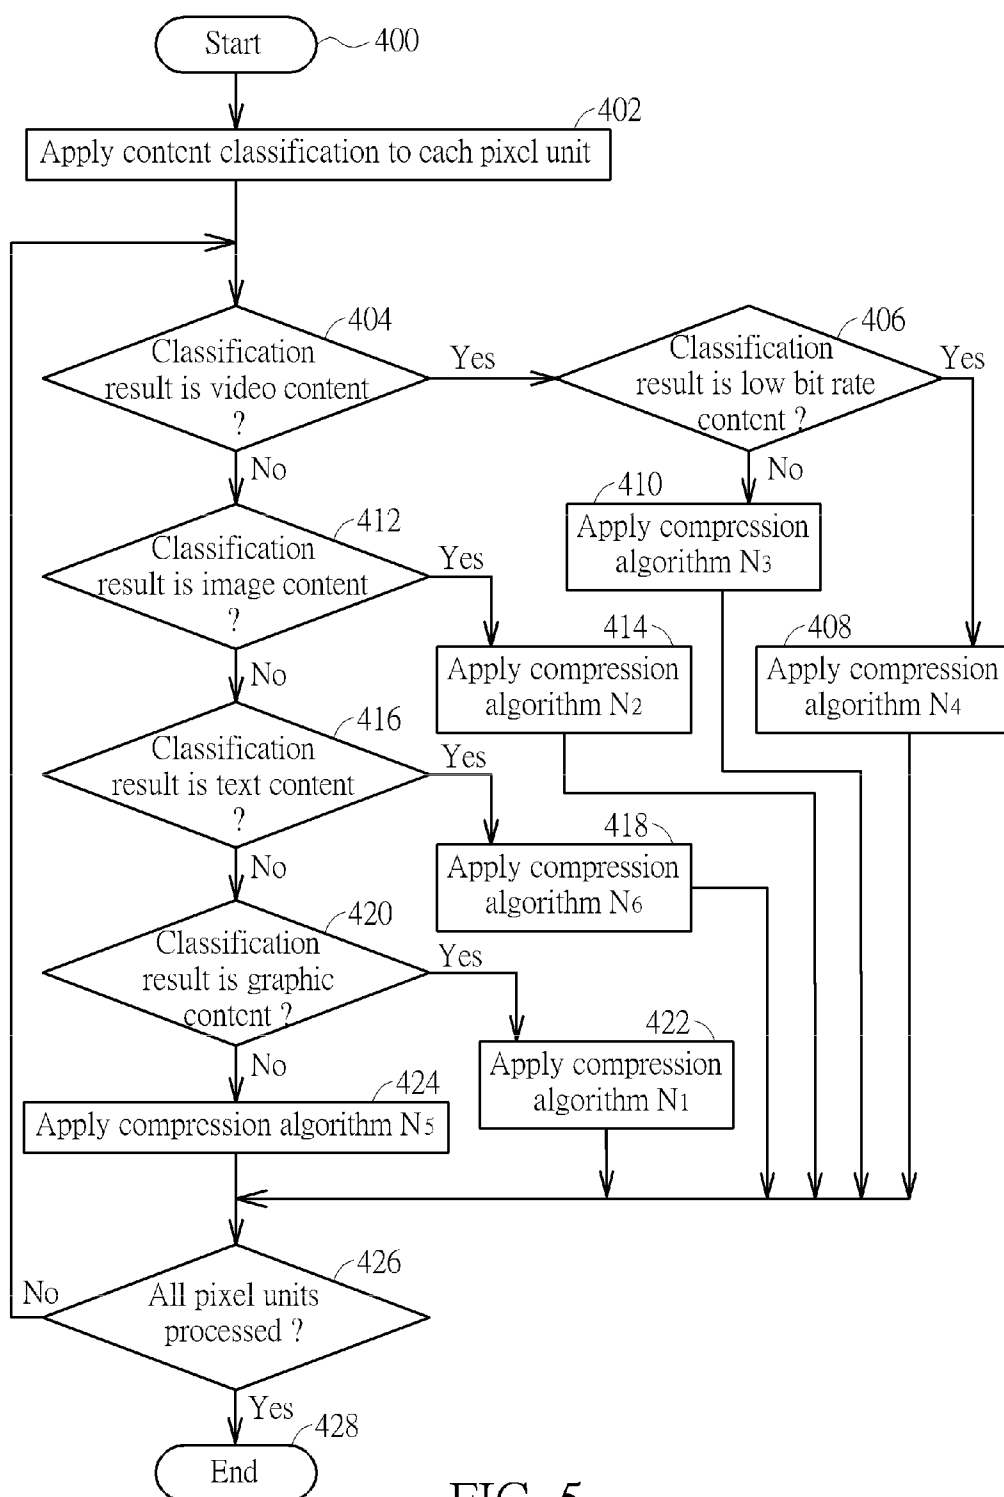 Start
400
402
Apply content classification to each pixel unit
404
Classification
result is video content
?
Yes
406
Classification
result is low bit rate
content ?
Yes
No
No
410
Apply compression
algorithm N3
412
Classification
result is image content
?
Yes
414
Apply compression
algorithm N2
408
Apply compression
algorithm N4
No
416
Classification
result is text content
?
Yes
418
Apply compression
algorithm N6
No
420
Classification
result is graphic
content ?
Yes
422
Apply compression
algorithm N1
No
424
Apply compression algorithm N5
426
All pixel units
processed ?
No
Yes
428
End
FIG. 5